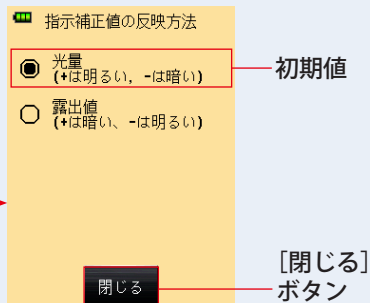 指示補正値の反映方法
光量
(+は明るい, -は暗い)
初期値
露出値
(+は暗い、-は明るい)
閉じる
[閉じる]
ボタン